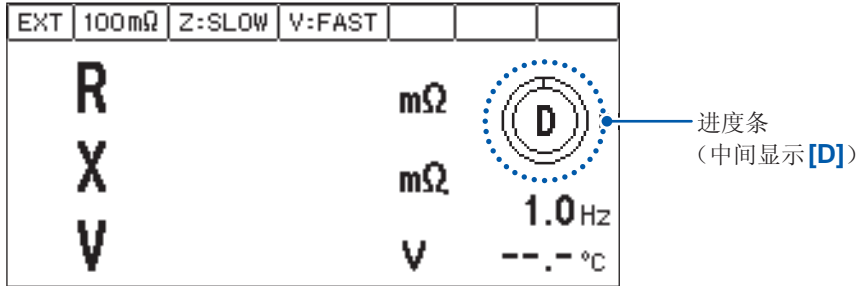 EXT 100mΩ Z:SLOW V:FAST
R mΩ
D
进度条
(中间显示[D])
X mΩ
1.0Hz
V V --.- °C